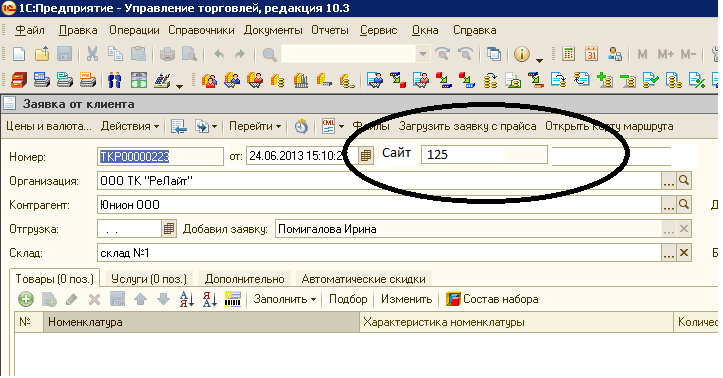 1С:Предприятие - Управление торговлей, редакция 10.3
Файл Правка Операции Справочники Документы Отчеты Сервис Окна Справка
M M+ M-
Заявка от клиента
Цены и валюта... Действия Перейти Файлы Загрузить заявку с прайса Открыть карту маршрута
Номер: ТКР00000223 от: 24.06.2013 15:10:2 Сайт 125
Организация: ООО ТК "РеЛайт" ...
Контрагент: Юнион ООО ...
Отгрузка: . . Добавил заявку: Помигалова Ирина ...
Склад: склад №1 ...
Товары (0 поз.) Услуги (0 поз.) Дополнительно Автоматические скидки
Заполнить Подбор Изменить Состав набора
№ Номенклатура Характеристика номенклатуры Количе